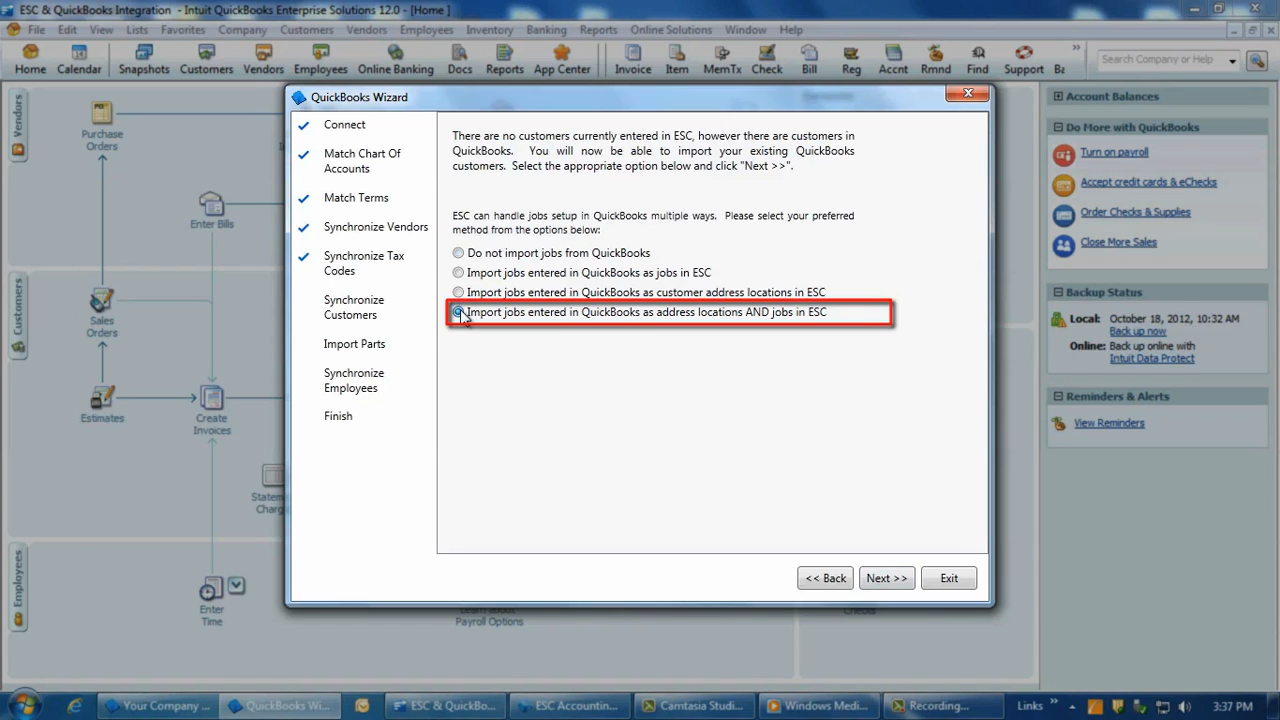 ESC & QuickBooks Integration - Intuit QuickBooks Enterprise Solutions 12.0 - [Home ]
File Edit View Lists Favorites Company Customers Vendors Employees Inventory Banking Reports Online Solutions Window Help
Home Calendar Snapshots Customers Vendors Employees Online Banking Docs Reports App Center Invoice Item MemTx Check Bill Reg Accnt Rmnd Find Support Ba
Search Company or Help
Vendors
PO
Purchase
Orders
Enter Bills
Customers
Sales
Orders
Estimates
Create
Invoices
Statem
Charg
Employees
Enter
Time
Learn about
Payroll Options
Checks
QuickBooks Wizard
Connect
Match Chart Of
Accounts
Match Terms
Synchronize Vendors
Synchronize Tax
Codes
Synchronize
Customers
Import Parts
Synchronize
Employees
Finish
There are no customers currently entered in ESC, however there are customers in
QuickBooks. You will now be able to import your existing QuickBooks
customers. Select the appropriate option below and click "Next >>".
ESC can handle jobs setup in QuickBooks multiple ways. Please select your preferred
method from the options below:
Do not import jobs from QuickBooks
Import jobs entered in QuickBooks as jobs in ESC
Import jobs entered in QuickBooks as customer address locations in ESC
Import jobs entered in QuickBooks as address locations AND jobs in ESC
<< Back Next >> Exit
Account Balances
Do More with QuickBooks
Turn on payroll
Accept credit cards & eChecks
Order Checks & Supplies
Close More Sales
Backup Status
Local: October 18, 2012, 10:32 AM
Back up now
Online: Back up online with
Intuit Data Protect
Reminders & Alerts
View Reminders
Your Company ... QuickBooks Wi... ESC & QuickBo... ESC Accountin... Camtasia Studi... Windows Medi... Recording... Links 3:37 PM